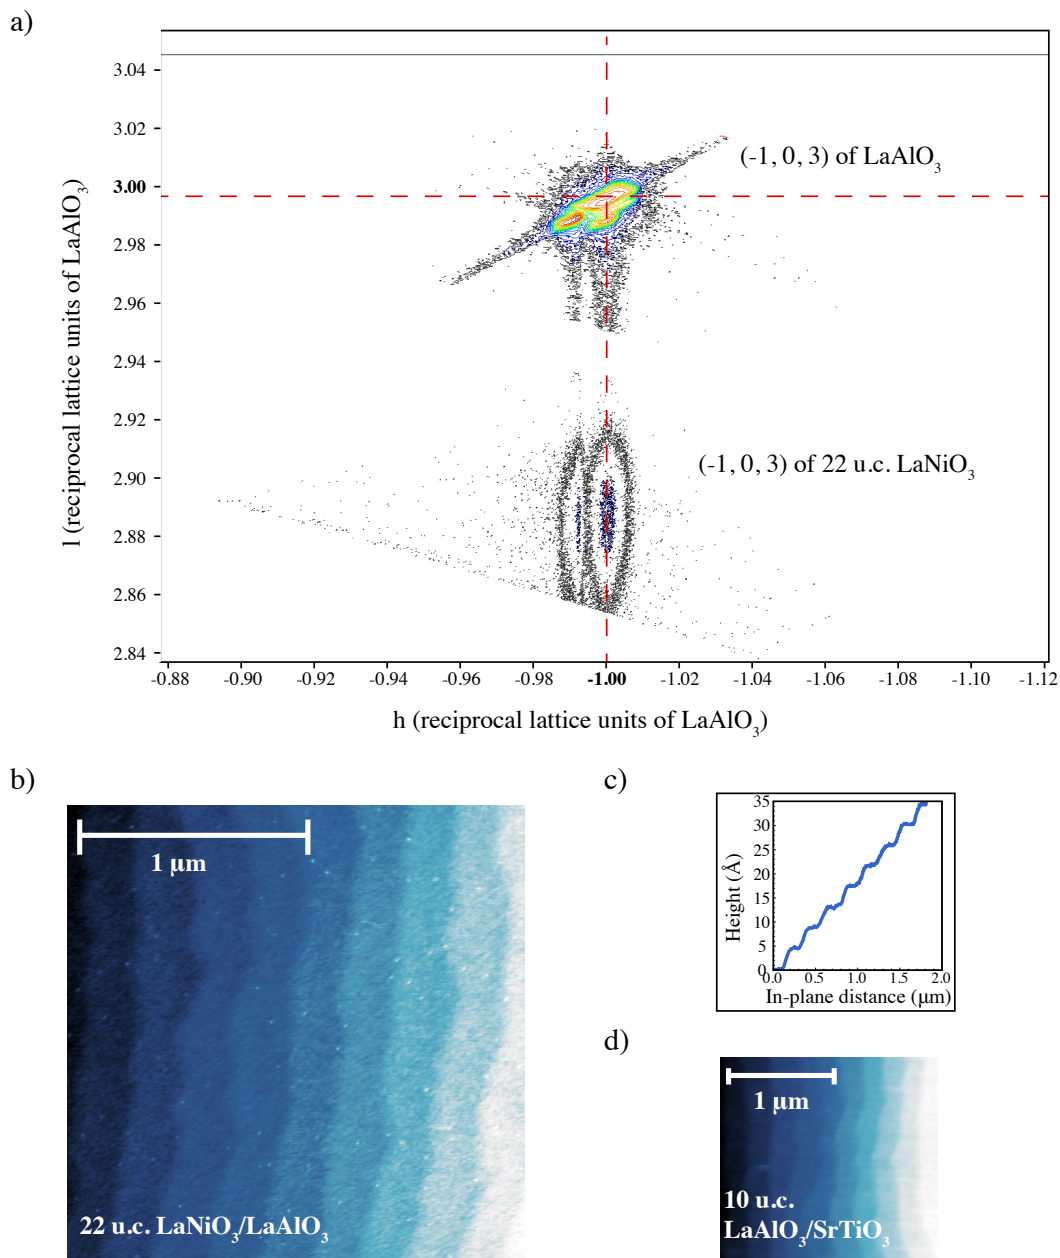 a)
l (reciprocal lattice units of LaAlO₃)
3.04
3.02
3.00
2.98
2.96
2.94
2.92
2.90
2.88
2.86
2.84
(-1, 0, 3) of LaAlO₃
(-1, 0, 3) of 22 u.c. LaNiO₃
-0.88 -0.90 -0.92 -0.94 -0.96 -0.98 -1.00 -1.02 -1.04 -1.06 -1.08 -1.10 -1.12
h (reciprocal lattice units of LaAlO₃)
b)
1 μm
22 u.c. LaNiO₃/LaAlO₃
c)
Height (Å)
35
30
25
20
15
10
5
0
0.0 0.5 1.0 1.5 2.0
In-plane distance (μm)
d)
1 μm
10 u.c.
LaAlO₃/SrTiO₃